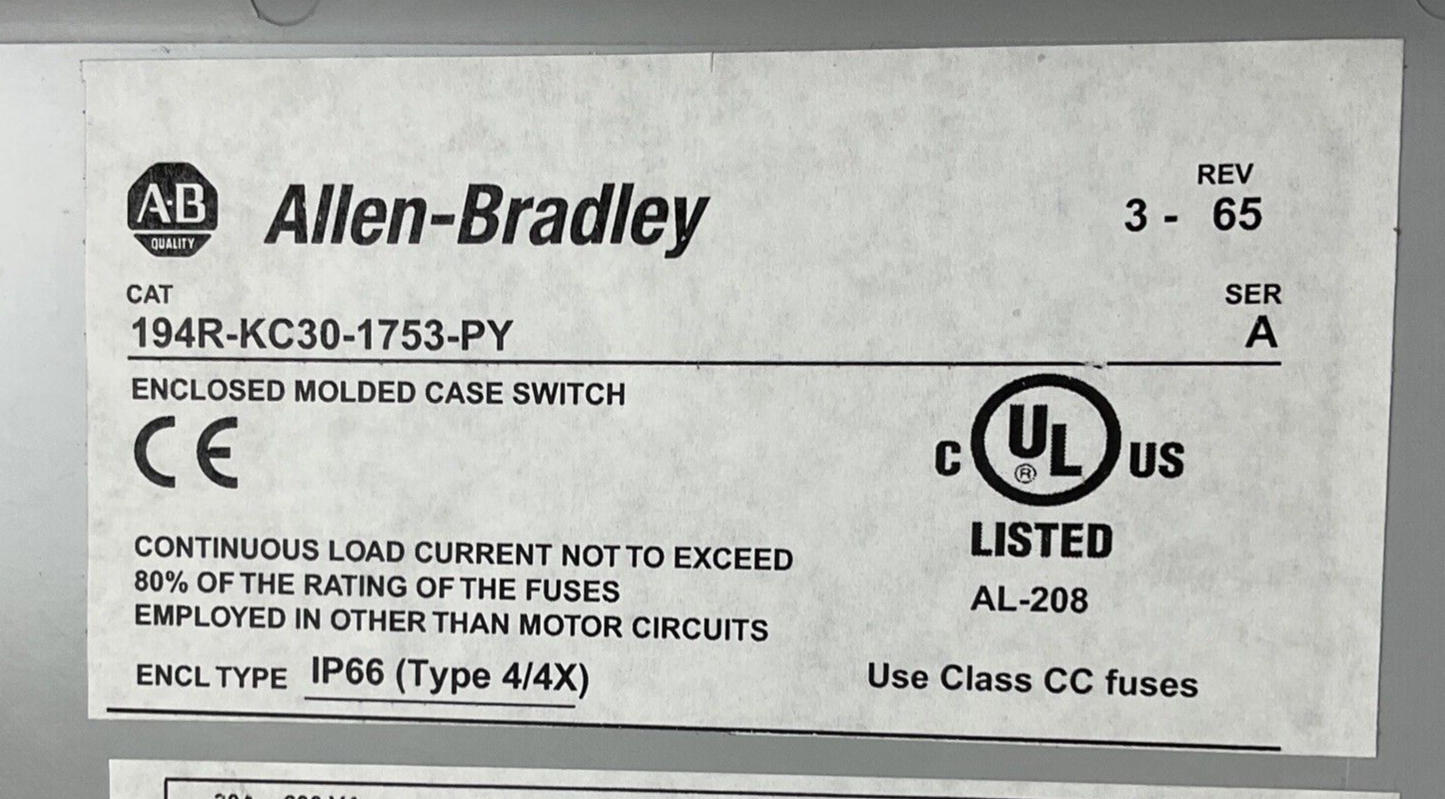 A·B
QUALITY
Allen-Bradley
REV
3 - 65
CAT
SER
194R-KC30-1753-PY
A
ENCLOSED MOLDED CASE SWITCH
CE
C UL ® US
LISTED
AL-208
CONTINUOUS LOAD CURRENT NOT TO EXCEED
80% OF THE RATING OF THE FUSES
EMPLOYED IN OTHER THAN MOTOR CIRCUITS
ENCL TYPE IP66 (Type 4/4X)
Use Class CC fuses